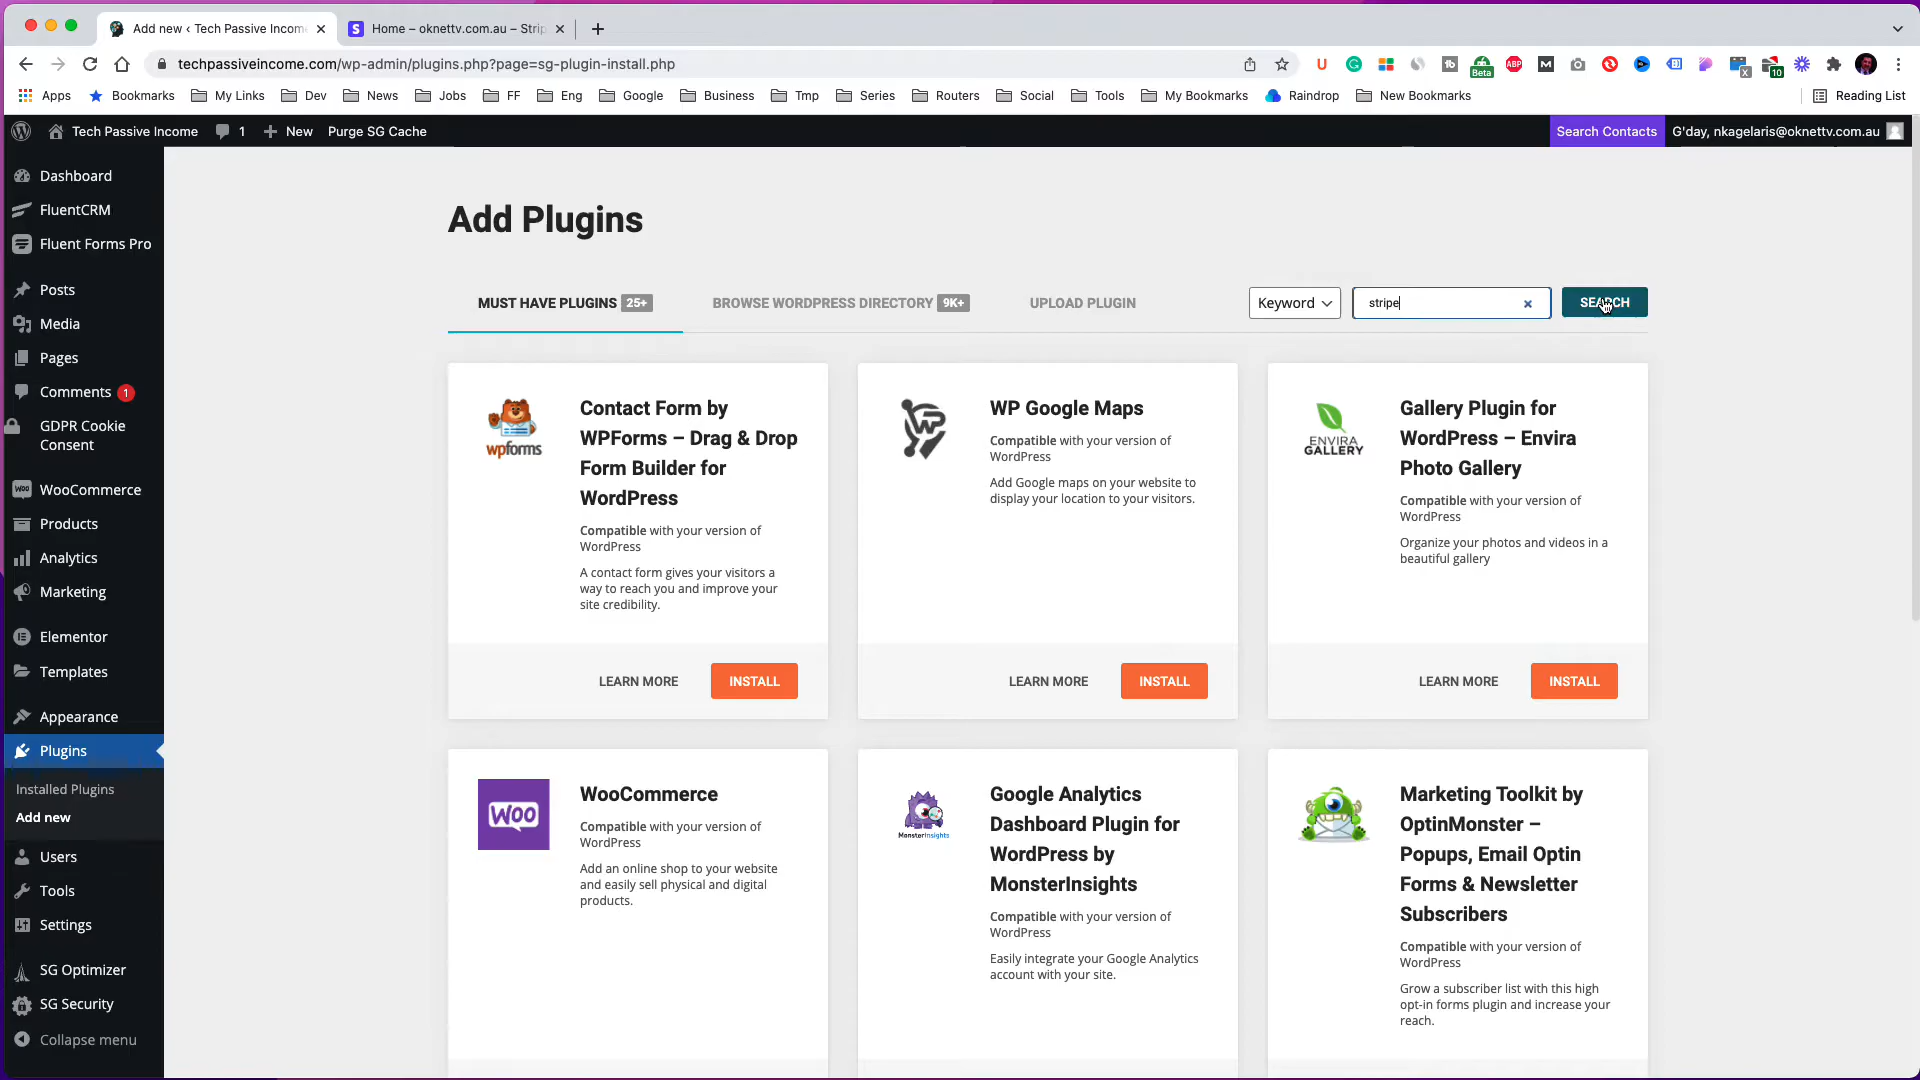 Add new ‹ Tech Passive Incom
Home – oknettv.com.au – Strip
techpassiveincome.com/wp-admin/plugins.php?page=sg-plugin-install.php
Apps Bookmarks My Links Dev News Jobs FF Eng Google Business Tmp Series Routers Social Tools My Bookmarks Raindrop New Bookmarks Reading List
Tech Passive Income 1 New Purge SG Cache Search Contacts G'day, nkagelaris@oknettv.com.au
Dashboard
FluentCRM
Fluent Forms Pro
Posts
Media
Pages
Comments 1
GDPR Cookie
Consent
WooCommerce
Products
Analytics
Marketing
Elementor
Templates
Appearance
Plugins
Installed Plugins
Add new
Users
Tools
Settings
SG Optimizer
SG Security
Collapse menu
Add Plugins
MUST HAVE PLUGINS 25+ BROWSE WORDPRESS DIRECTORY 9K+ UPLOAD PLUGIN Keyword stripe SEARCH
wpforms
Contact Form by
WPForms – Drag & Drop
Form Builder for
WordPress
Compatible with your version of
WordPress
A contact form gives your visitors a
way to reach you and improve your
site credibility.
LEARN MORE INSTALL
WP Google Maps
Compatible with your version of
WordPress
Add Google maps on your website to
display your location to your visitors.
LEARN MORE INSTALL
ENVIRA
GALLERY
Gallery Plugin for
WordPress – Envira
Photo Gallery
Compatible with your version of
WordPress
Organize your photos and videos in a
beautiful gallery
LEARN MORE INSTALL
WOO
WooCommerce
Compatible with your version of
WordPress
Add an online shop to your website
and easily sell physical and digital
products.
MonsterInsights
Google Analytics
Dashboard Plugin for
WordPress by
MonsterInsights
Compatible with your version of
WordPress
Easily integrate your Google Analytics
account with your site.
Marketing Toolkit by
OptinMonster –
Popups, Email Optin
Forms & Newsletter
Subscribers
Compatible with your version of
WordPress
Grow a subscriber list with this high
opt-in forms plugin and increase your
reach.